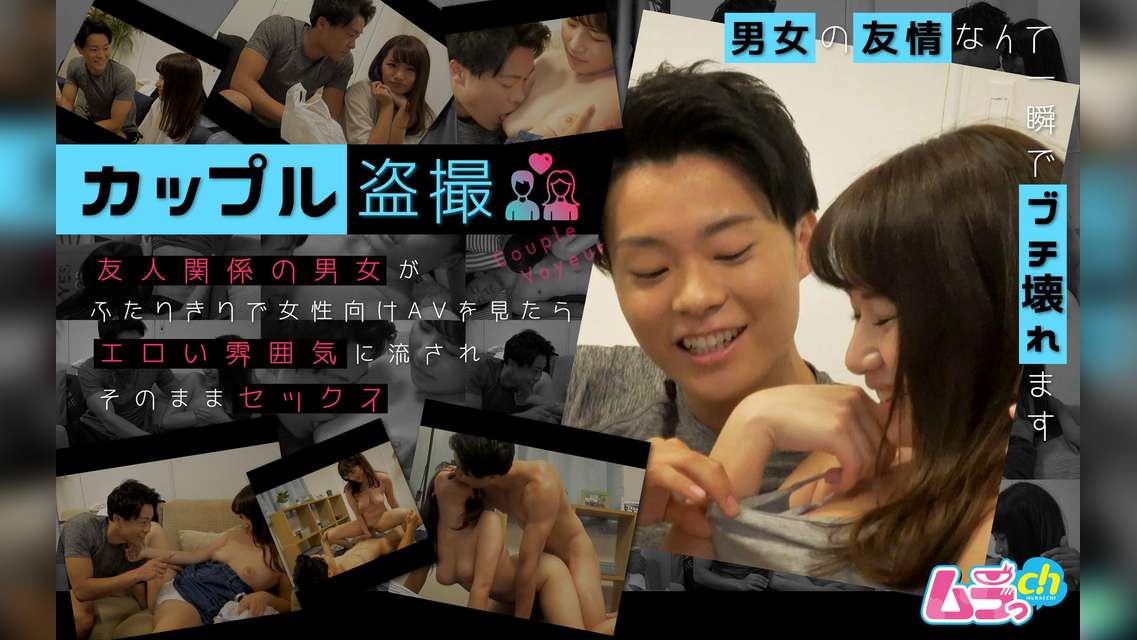 男女の友情なんて
一瞬で
ブチ壊れ
ます
カップル盗撮
Couple
Voyeur
友人関係の男女が
ふたりきりで女性向けAVを見たら
エロい雰囲気に流され
そのままセックス
ムラっch
MURACCHI